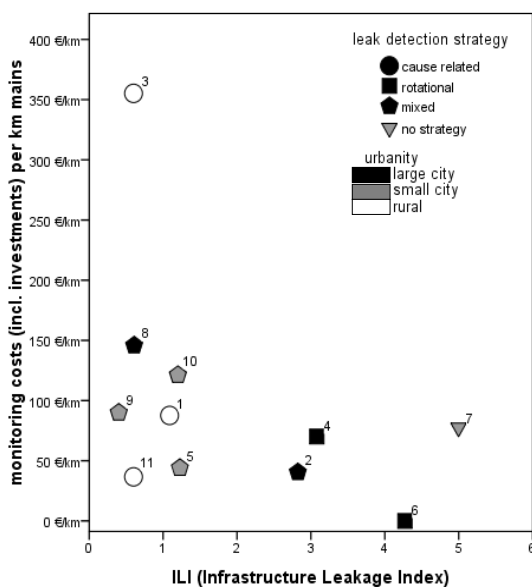 400 €/km
350 €/km
300 €/km
250 €/km
200 €/km
150 €/km
100 €/km
50 €/km
0 €/km
monitoring costs (incl. investments) per km mains
leak detection strategy
cause related
rotational
mixed
no strategy
urbanity
large city
small city
rural
3
8
10
9
1
4
7
11
5
2
6
0 1 2 3 4 5 6
ILI (Infrastructure Leakage Index)